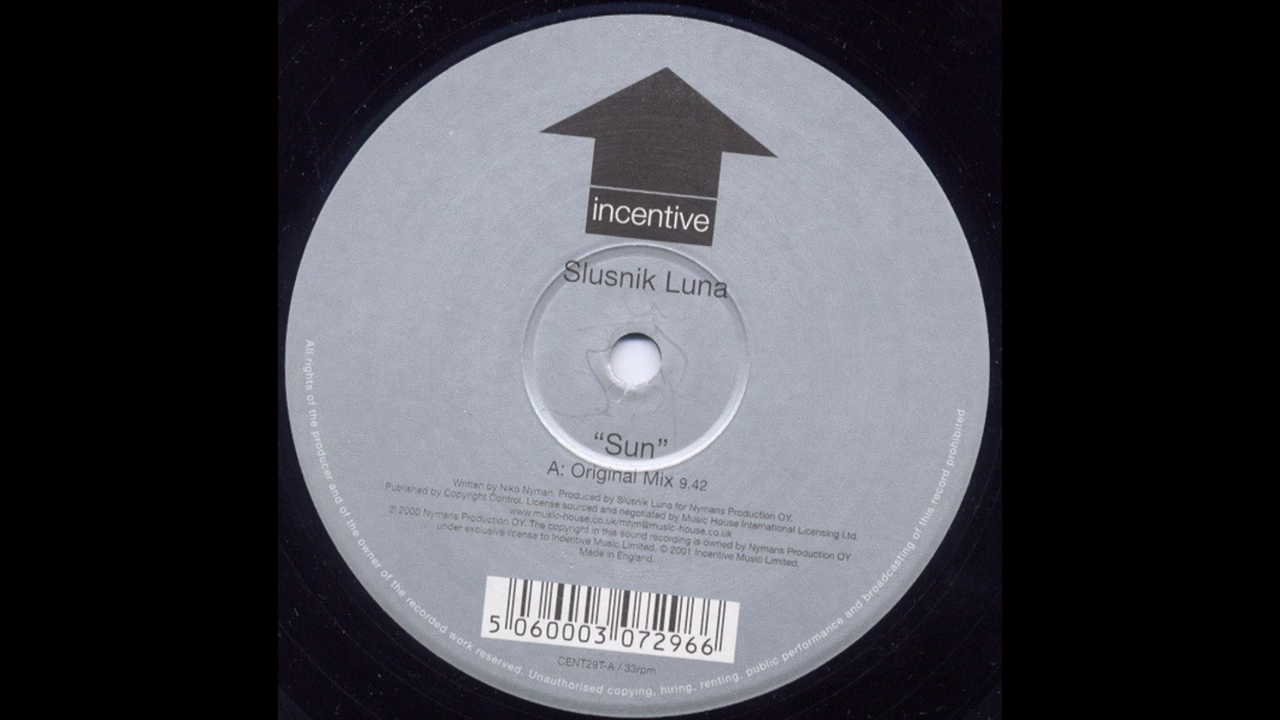 incentive
Slusnik Luna
“Sun”
A: Original Mix 9.42
Written by Niko Nyman. Produced by Slusnik Luna for Nymans Production OY.
Published by Copyright Control. License sourced and negotiated by Music House International Licensing Ltd.
www.music-house.co.uk/mhm@music-house.co.uk
℗ 2000 Nymans Production OY. The copyright in this sound recording is owned by Nymans Production OY
under exclusive license to Incentive Music Limited. © 2001 Incentive Music Limited.
Made in England.
5 060003 072966
CENT29T-A / 33rpm
All rights of the producer and of the owner of the recorded work reserved. Unauthorised copying, hiring, renting, public performance and broadcasting of this record prohibited